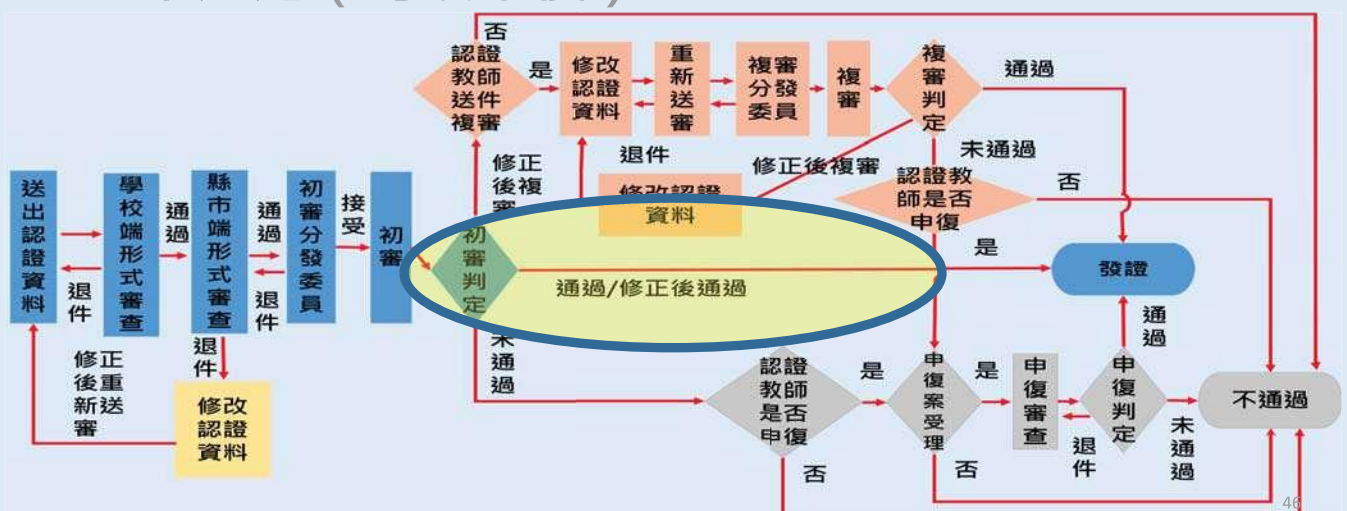 否
認證教師送件複審
是
修改認證資料
重新送審
複審分發委員
複審
複審判定
通過
退件
修正後複審
未通過
修正後複審
修改認證資料
認證教師是否申復
否
是
送出認證資料
學校端形式審查
通過
縣市端形式審查
通過
初審分發委員
接受
初審
初審判定
通過/修正後通過
發證
退件
退件
退件
修正後重新送審
修改認證資料
未通過
認證教師是否申復
是
申復案受理
是
申復審查
申復判定
通過
退件
未通過
不通過
否
否
46